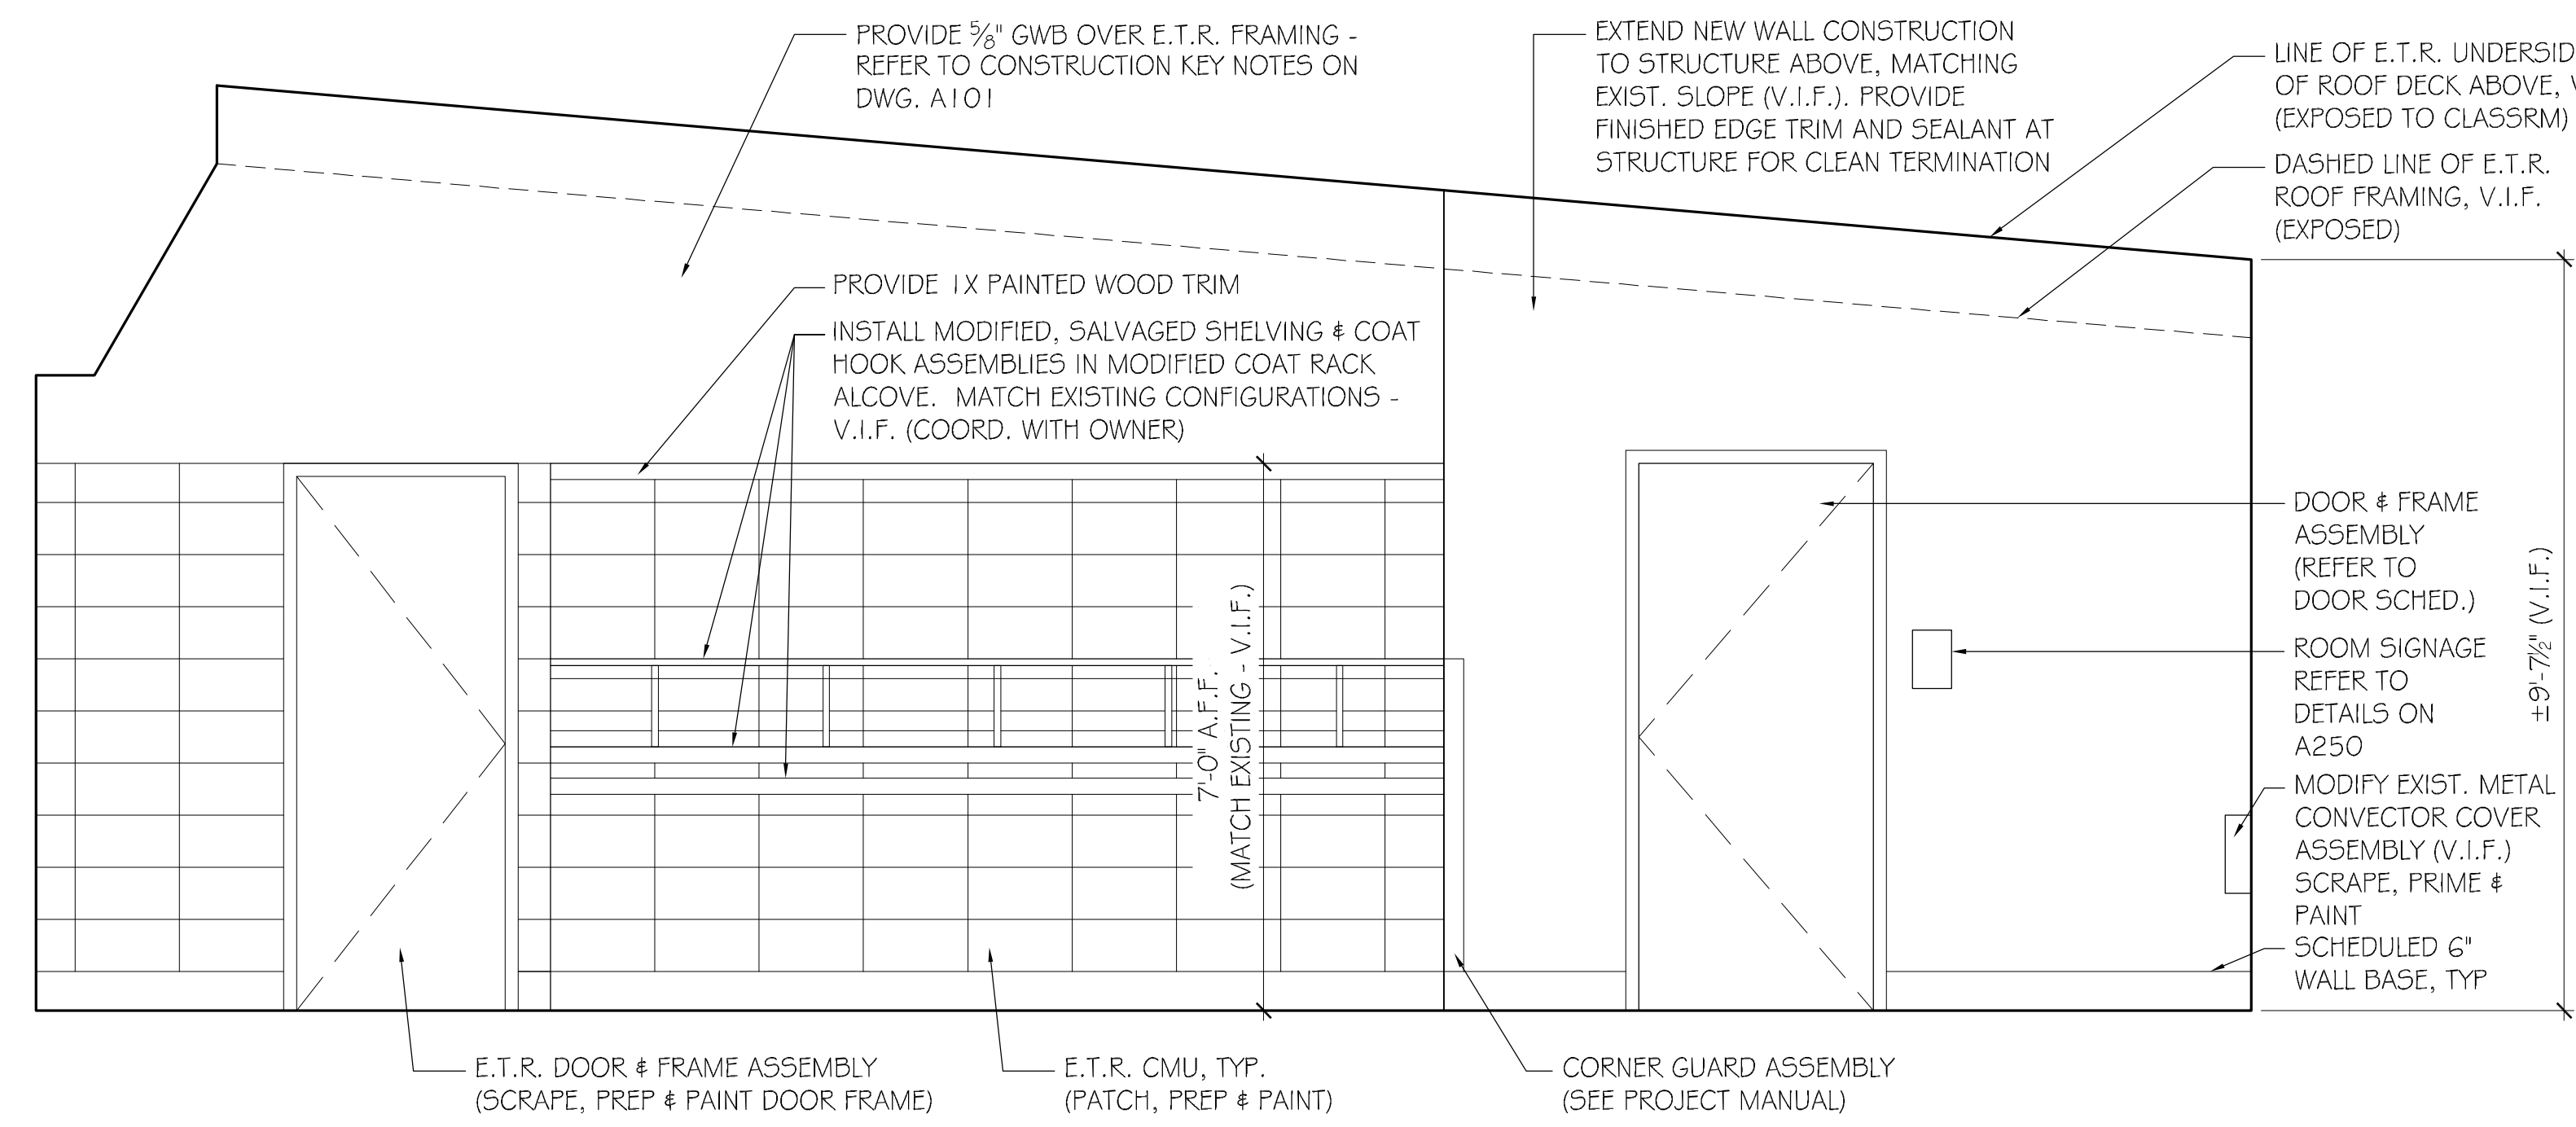 PROVIDE 5/8" GWB OVER E.T.R. FRAMING -
REFER TO CONSTRUCTION KEY NOTES ON
DWG. A101
EXTEND NEW WALL CONSTRUCTION
TO STRUCTURE ABOVE, MATCHING
EXIST. SLOPE (V.I.F.). PROVIDE
FINISHED EDGE TRIM AND SEALANT AT
STRUCTURE FOR CLEAN TERMINATION
LINE OF E.T.R. UNDERSID
OF ROOF DECK ABOVE,
(EXPOSED TO CLASSRM)
DASHED LINE OF E.T.R.
ROOF FRAMING, V.I.F.
(EXPOSED)
PROVIDE 1X PAINTED WOOD TRIM
INSTALL MODIFIED, SALVAGED SHELVING & COAT
HOOK ASSEMBLIES IN MODIFIED COAT RACK
ALCOVE. MATCH EXISTING CONFIGURATIONS -
V.I.F. (COORD. WITH OWNER)
7'-0" A.F.F.
(MATCH EXISTING - V.I.F.)
DOOR & FRAME
ASSEMBLY
(REFER TO
DOOR SCHED.)
±9'-7½" (V.I.F.)
ROOM SIGNAGE
REFER TO
DETAILS ON
A250
MODIFY EXIST. METAL
CONVECTOR COVER
ASSEMBLY (V.I.F.)
SCRAPE, PRIME &
PAINT
SCHEDULED 6"
WALL BASE, TYP
E.T.R. DOOR & FRAME ASSEMBLY
(SCRAPE, PREP & PAINT DOOR FRAME)
E.T.R. CMU, TYP.
(PATCH, PREP & PAINT)
CORNER GUARD ASSEMBLY
(SEE PROJECT MANUAL)